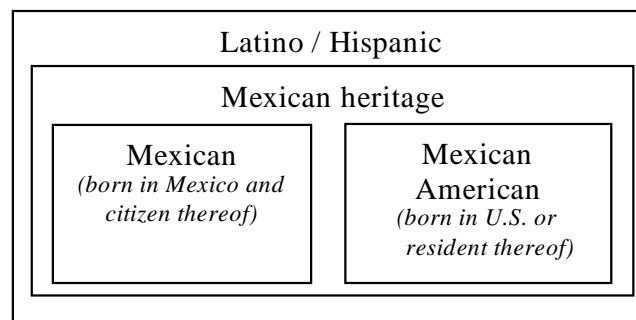 Latino / Hispanic
Mexican heritage
Mexican
(born in Mexico and
citizen thereof)
Mexican
American
(born in U.S. or
resident thereof)